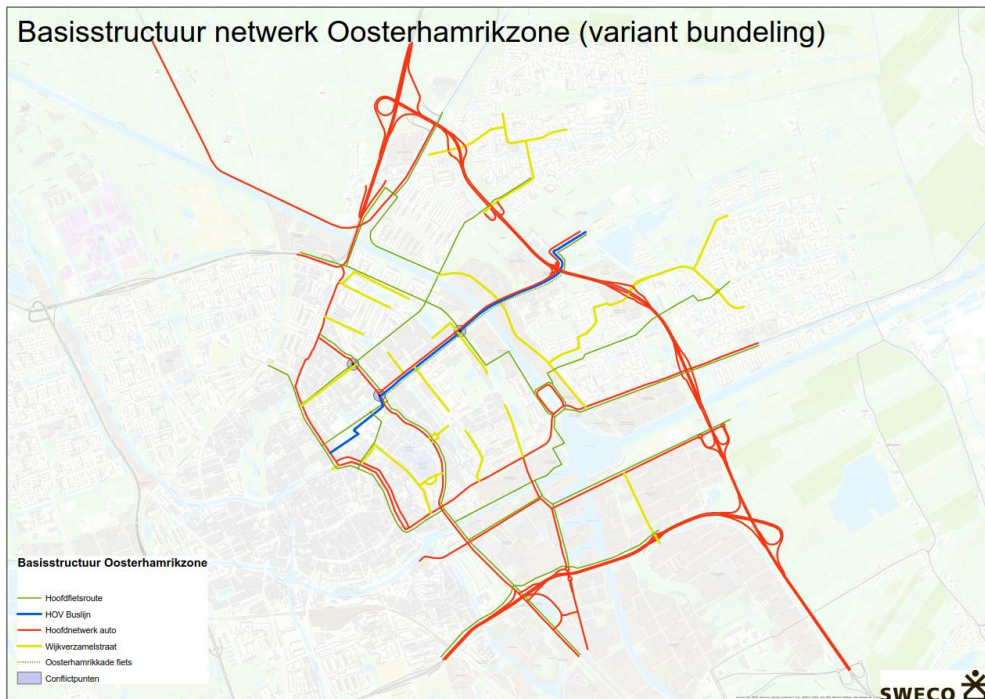 Basisstructuur netwerk Oosterhamrikzone (variant bundeling)
Basisstructuur Oosterhamrikzone
Hoofdfietsroute
HOV Buslijn
Hoofdnetwerk auto
Wijkverzamelstraat
Oosterhamrikkade fiets
Conflictpunten
SWECO